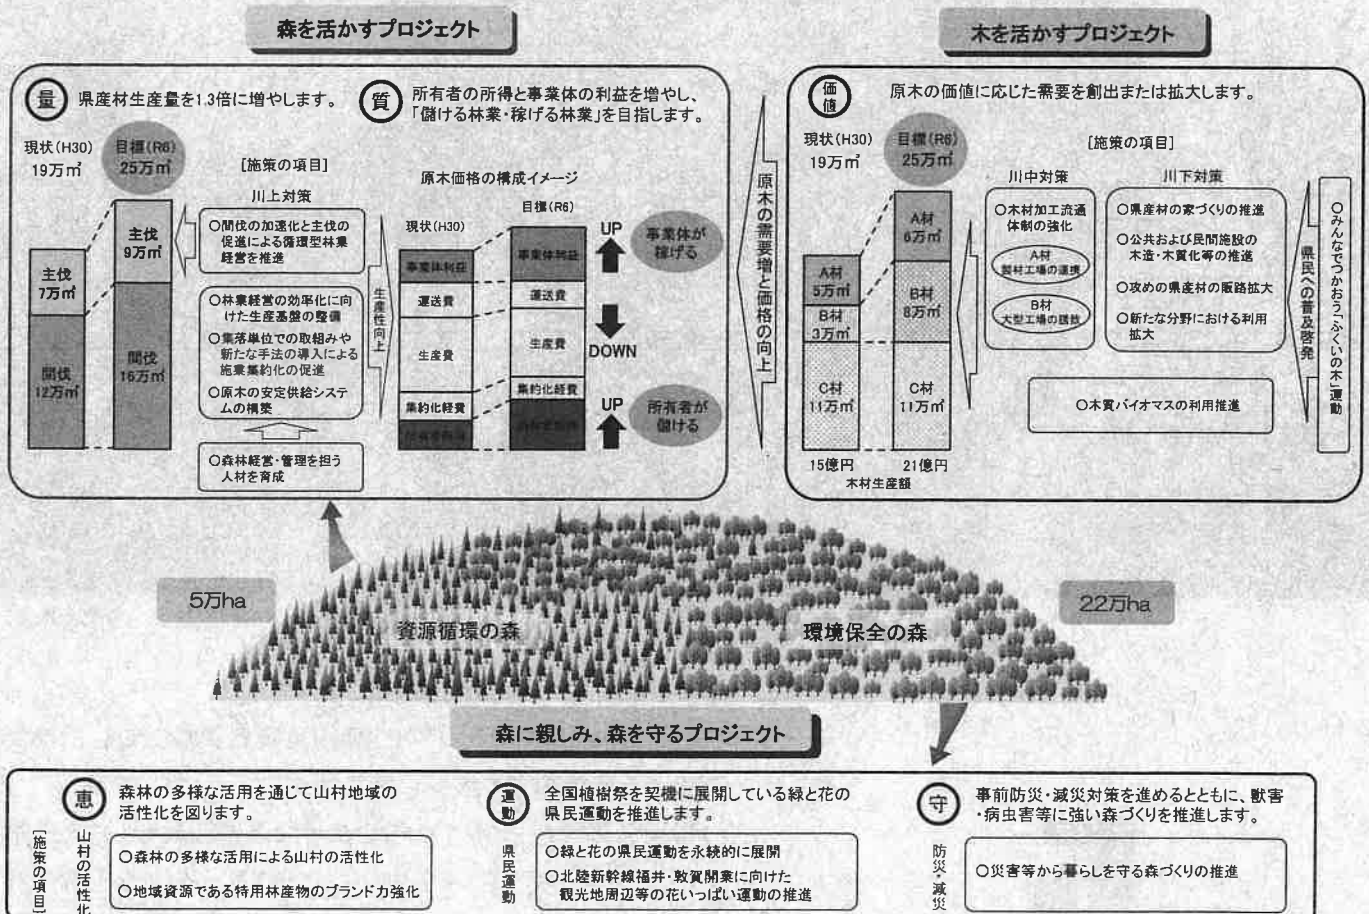 森を活かすプロジェクト
量
県産材生産量を1.3倍に増やします。
現状(H30)
19万㎥
目標(R6)
25万㎥
主伐
7万㎥
間伐
12万㎥
主伐
9万㎥
間伐
16万㎥
[施策の項目]
川上対策
○間伐の加速化と主伐の
促進による循環型林業
経営を推進
○林業経営の効率化に向
けた生産基盤の整備
○集落単位での取組みや
新たな手法の導入による
施業集約化の促進
○原木の安定供給システ
ムの構築
○森林経営・管理を担う
人材を育成
質
所有者の所得と事業体の利益を増やし、
「儲ける林業・稼げる林業」を目指します。
原木価格の構成イメージ
生産性向上
現状(H30)
事業体利益
運送費
生産費
集約化経費
所有者所得
目標(R6)
事業体利益
運送費
生産費
集約化経費
所有者所得
UP
事業体が
稼げる
DOWN
UP
所有者が
儲ける
原木の需要増と価格の向上
木を活かすプロジェクト
価値
原木の価値に応じた需要を創出または拡大します。
現状(H30)
19万㎥
目標(R6)
25万㎥
A材
5万㎥
B材
3万㎥
C材
11万㎥
A材
6万㎥
B材
8万㎥
C材
11万㎥
15億円
21億円
木材生産額
[施策の項目]
川中対策
○木材加工流通
体制の強化
A材
製材工場の連携
B材
大型工場の誘致
川下対策
○県産材の家づくりの推進
○公共および民間施設の
木造・木質化等の推進
○攻めの県産材の販路拡大
○新たな分野における利用
拡大
○木質バイオマスの利用推進
県民への普及啓発
○みんなでつかおう「ふくいの木」運動
5万ha
資源循環の森
環境保全の森
22万ha
森に親しみ、森を守るプロジェクト
[施策の項目]
恵
森林の多様な活用を通じて山村地域の
活性化を図ります。
山村の活性化
○森林の多様な活用による山村の活性化
○地域資源である特用林産物のブランド力強化
運動
全国植樹祭を契機に展開している緑と花の
県民運動を推進します。
県民運動
○緑と花の県民運動を永続的に展開
○北陸新幹線福井・敦賀開業に向けた
観光地周辺等の花いっぱい運動の推進
守
事前防災・減災対策を進めるとともに、獣害
・病虫害等に強い森づくりを推進します。
防災・減災
○災害等から暮らしを守る森づくりの推進